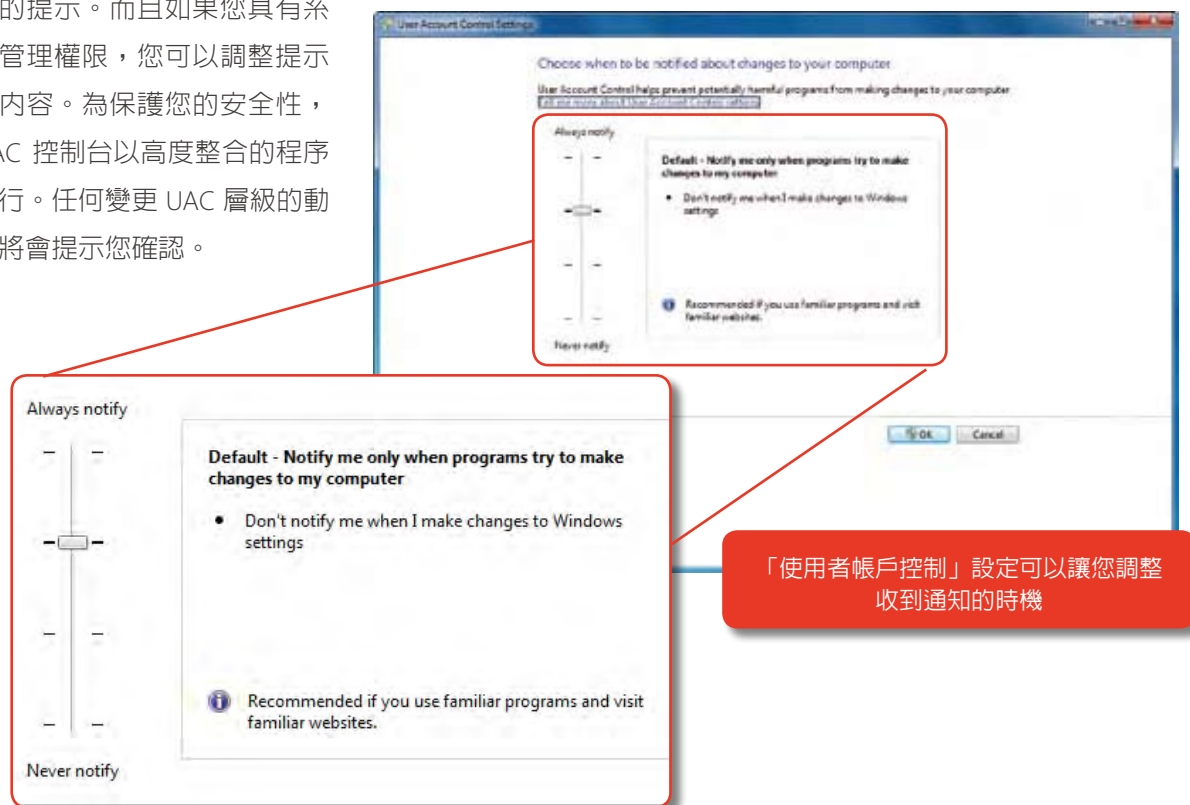 的提示。而且如果您具有系
管理權限，您可以調整提示
內容。為保護您的安全性，
AC 控制台以高度整合的程序
行。任何變更 UAC 層級的動
將會提示您確認。
User Account Control Settings
Choose when to be notified about changes to your computer
User Account Control helps prevent potentially harmful programs from making changes to your computer.
Tell me more about User Account Control settings
Always notify
Default - Notify me only when programs try to make
changes to my computer
• Don't notify me when I make changes to Windows
settings
Recommended if you use familiar programs and visit
familiar websites.
Never notify
OK
Cancel
Always notify
Default - Notify me only when programs try to make
changes to my computer
• Don't notify me when I make changes to Windows
settings
Recommended if you use familiar programs and visit
familiar websites.
Never notify
「使用者帳戶控制」設定可以讓您調整
收到通知的時機